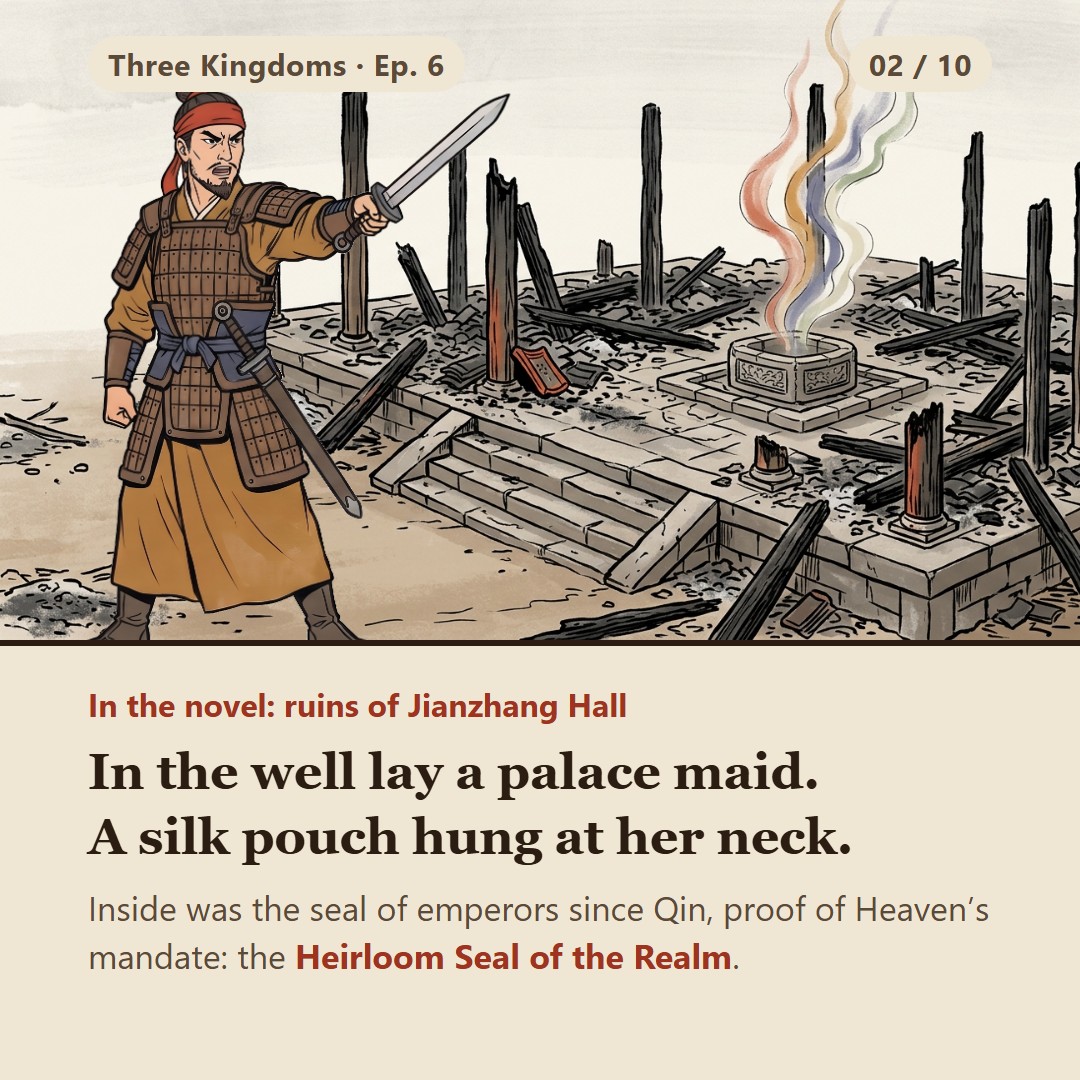 Three Kingdoms · Ep. 6
02 / 10
In the novel: ruins of Jianzhang Hall
In the well lay a palace maid.
A silk pouch hung at her neck.
Inside was the seal of emperors since Qin, proof of Heaven’s
mandate: the Heirloom Seal of the Realm.